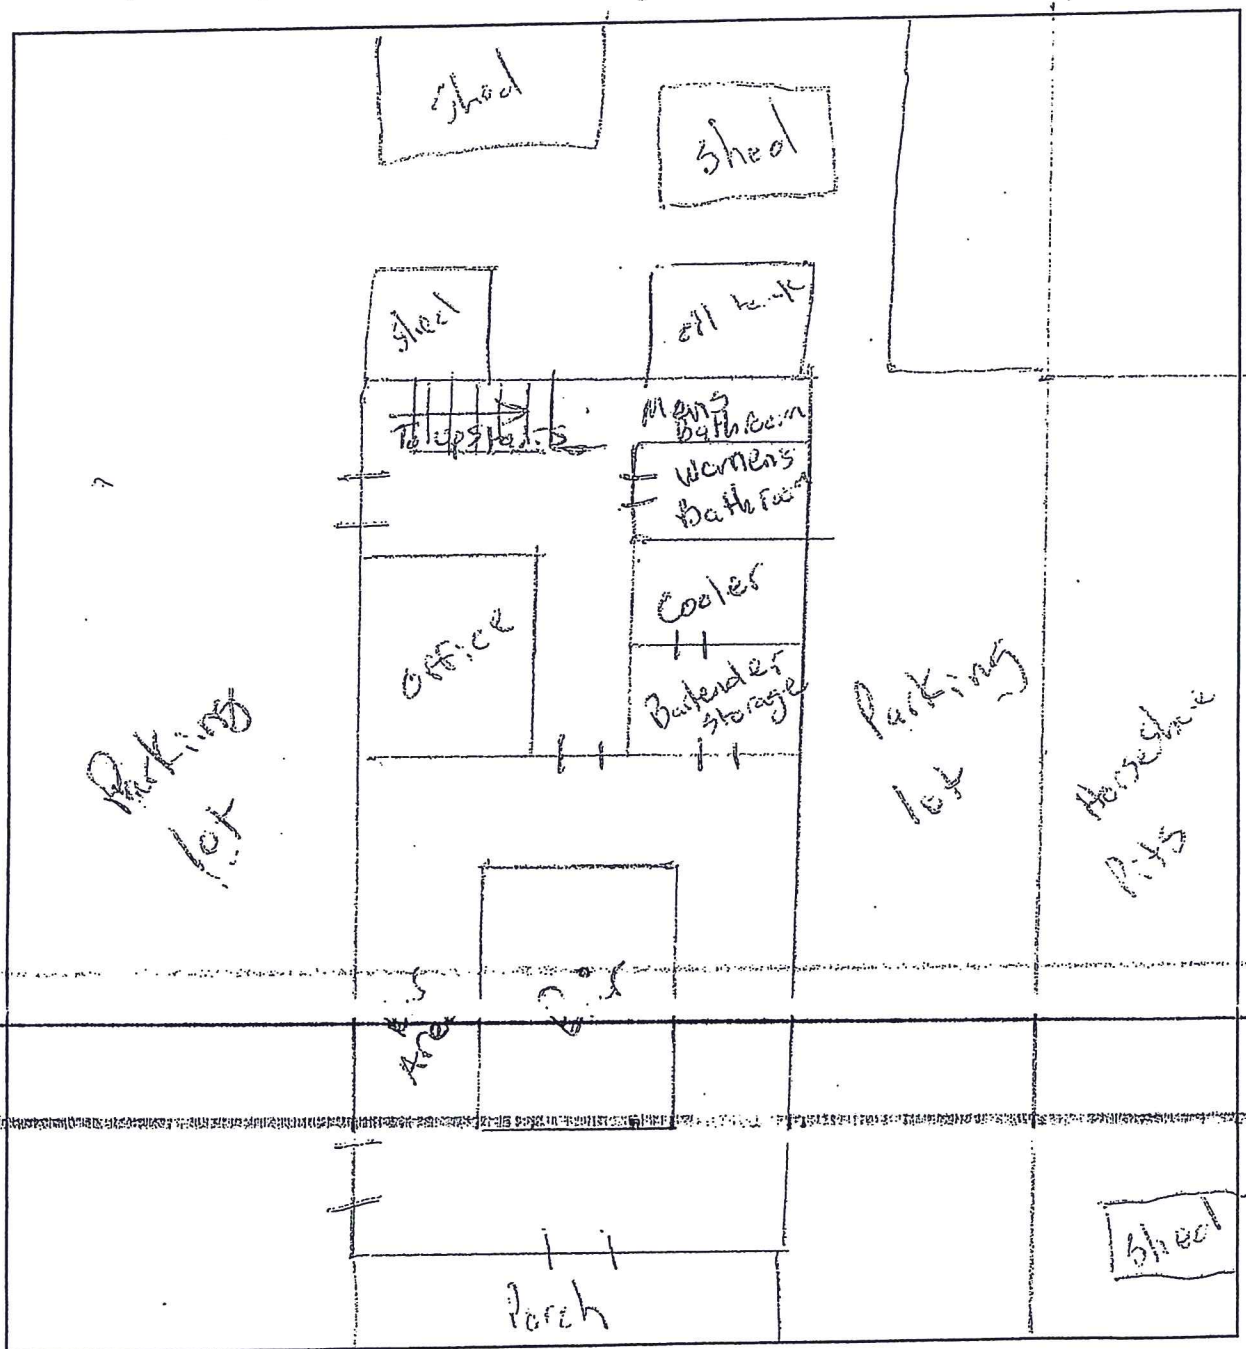 Shed
Shed
Shed
oil tank
To upstairs
Mens
Bathroom
Womens
Bathroom
Cooler
Office
Bartender
Storage
Parking
lot
Parking
lot
Horseshoe
Pits
Area
Shed
Porch